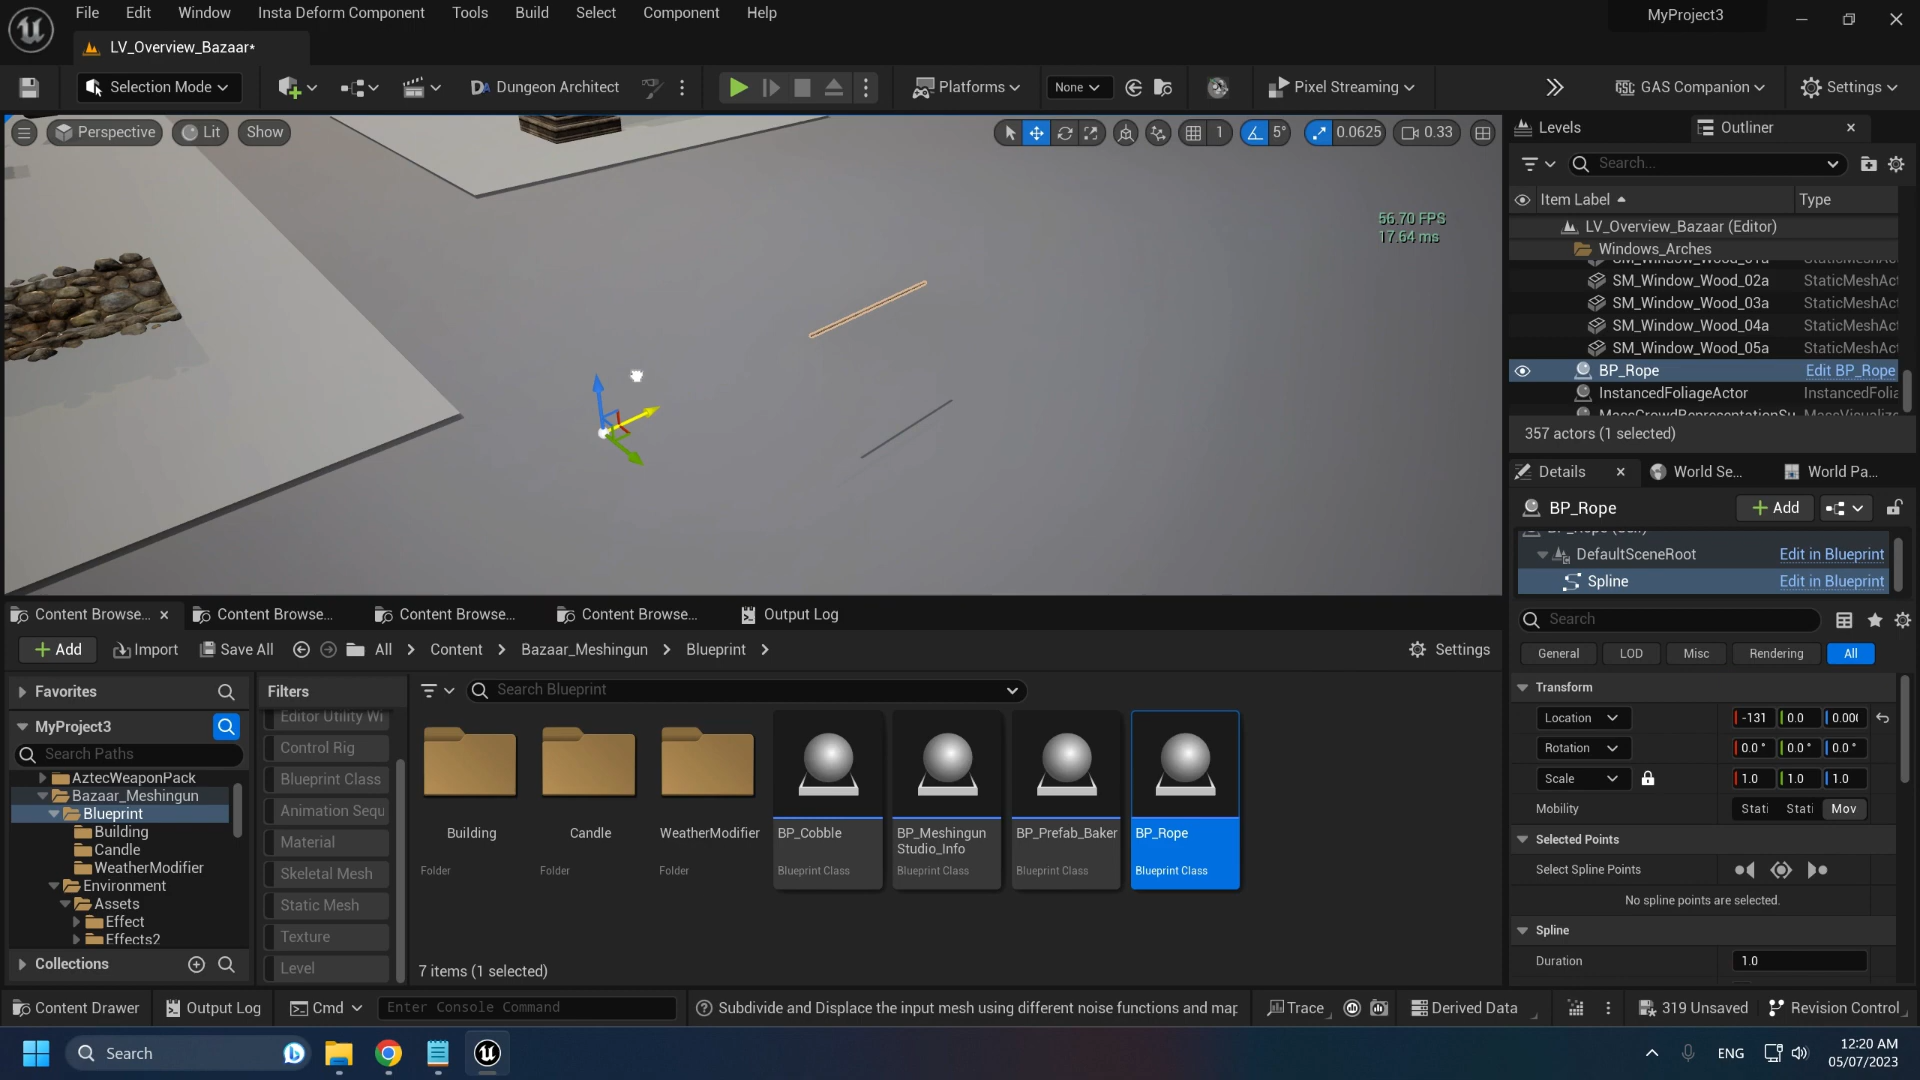 File Edit Window Insta Deform Component Tools Build Select Component Help
MyProject3
LV_Overview_Bazaar*
Selection Mode
Dungeon Architect
Platforms
None
Pixel Streaming
GAS Companion
Settings
Perspective
Lit
Show
1
5°
0.0625
0.33
56.70 FPS
17.64 ms
Levels
Outliner
Search...
Item Label
Type
LV_Overview_Bazaar (Editor)
Windows_Arches
SM_Window_Wood_01a StaticMeshAct
SM_Window_Wood_02a StaticMeshAct
SM_Window_Wood_03a StaticMeshAct
SM_Window_Wood_04a StaticMeshAct
SM_Window_Wood_05a StaticMeshAct
BP_Rope Edit BP_Rope
InstancedFoliageActor InstancedFolia
MassCrowdRepresentationSu MassVisualize
357 actors (1 selected)
Details
World Se...
World Pa...
BP_Rope
Add
BP_Rope (Self)
DefaultSceneRoot Edit in Blueprint
Spline Edit in Blueprint
Search
General LOD Misc Rendering All
Transform
Location -131 0.0 0.00(
Rotation 0.0 ° 0.0 ° 0.0 °
Scale 1.0 1.0 1.0
Mobility Stati Stati Mov
Selected Points
Select Spline Points
No spline points are selected.
Spline
Duration 1.0
Content Browse...
Content Browse...
Content Browse...
Content Browse...
Output Log
Add Import Save All
All > Content > Bazaar_Meshingun > Blueprint >
Settings
Favorites
MyProject3
Search Paths
AztecWeaponPack
Bazaar_Meshingun
Blueprint
Building
Candle
WeatherModifier
Environment
Assets
Effect
Effects2
Collections
Filters
Editor Utility Wi
Control Rig
Blueprint Class
Animation Sequ
Material
Skeletal Mesh
Static Mesh
Texture
Level
Search Blueprint
Building
Folder
Candle
Folder
WeatherModifier
Folder
BP_Cobble
Blueprint Class
BP_Meshingun
Studio_Info
Blueprint Class
BP_Prefab_Baker
Blueprint Class
BP_Rope
Blueprint Class
7 items (1 selected)
Content Drawer
Output Log
Cmd
Enter Console Command
Subdivide and Displace the input mesh using different noise functions and map
Trace
Derived Data
319 Unsaved
Revision Control
Search
ENG
12:20 AM
05/07/2023